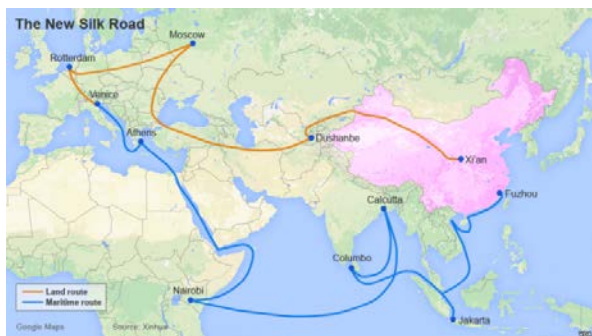 The New Silk Road
Moscow
Rotterdam
Venice
Athens
Dushanbe
Xi'an
Fuzhou
Calcutta
Columbo
Nairobi
Jakarta
Land route
Maritime route
Google Maps
Source: Xinhua